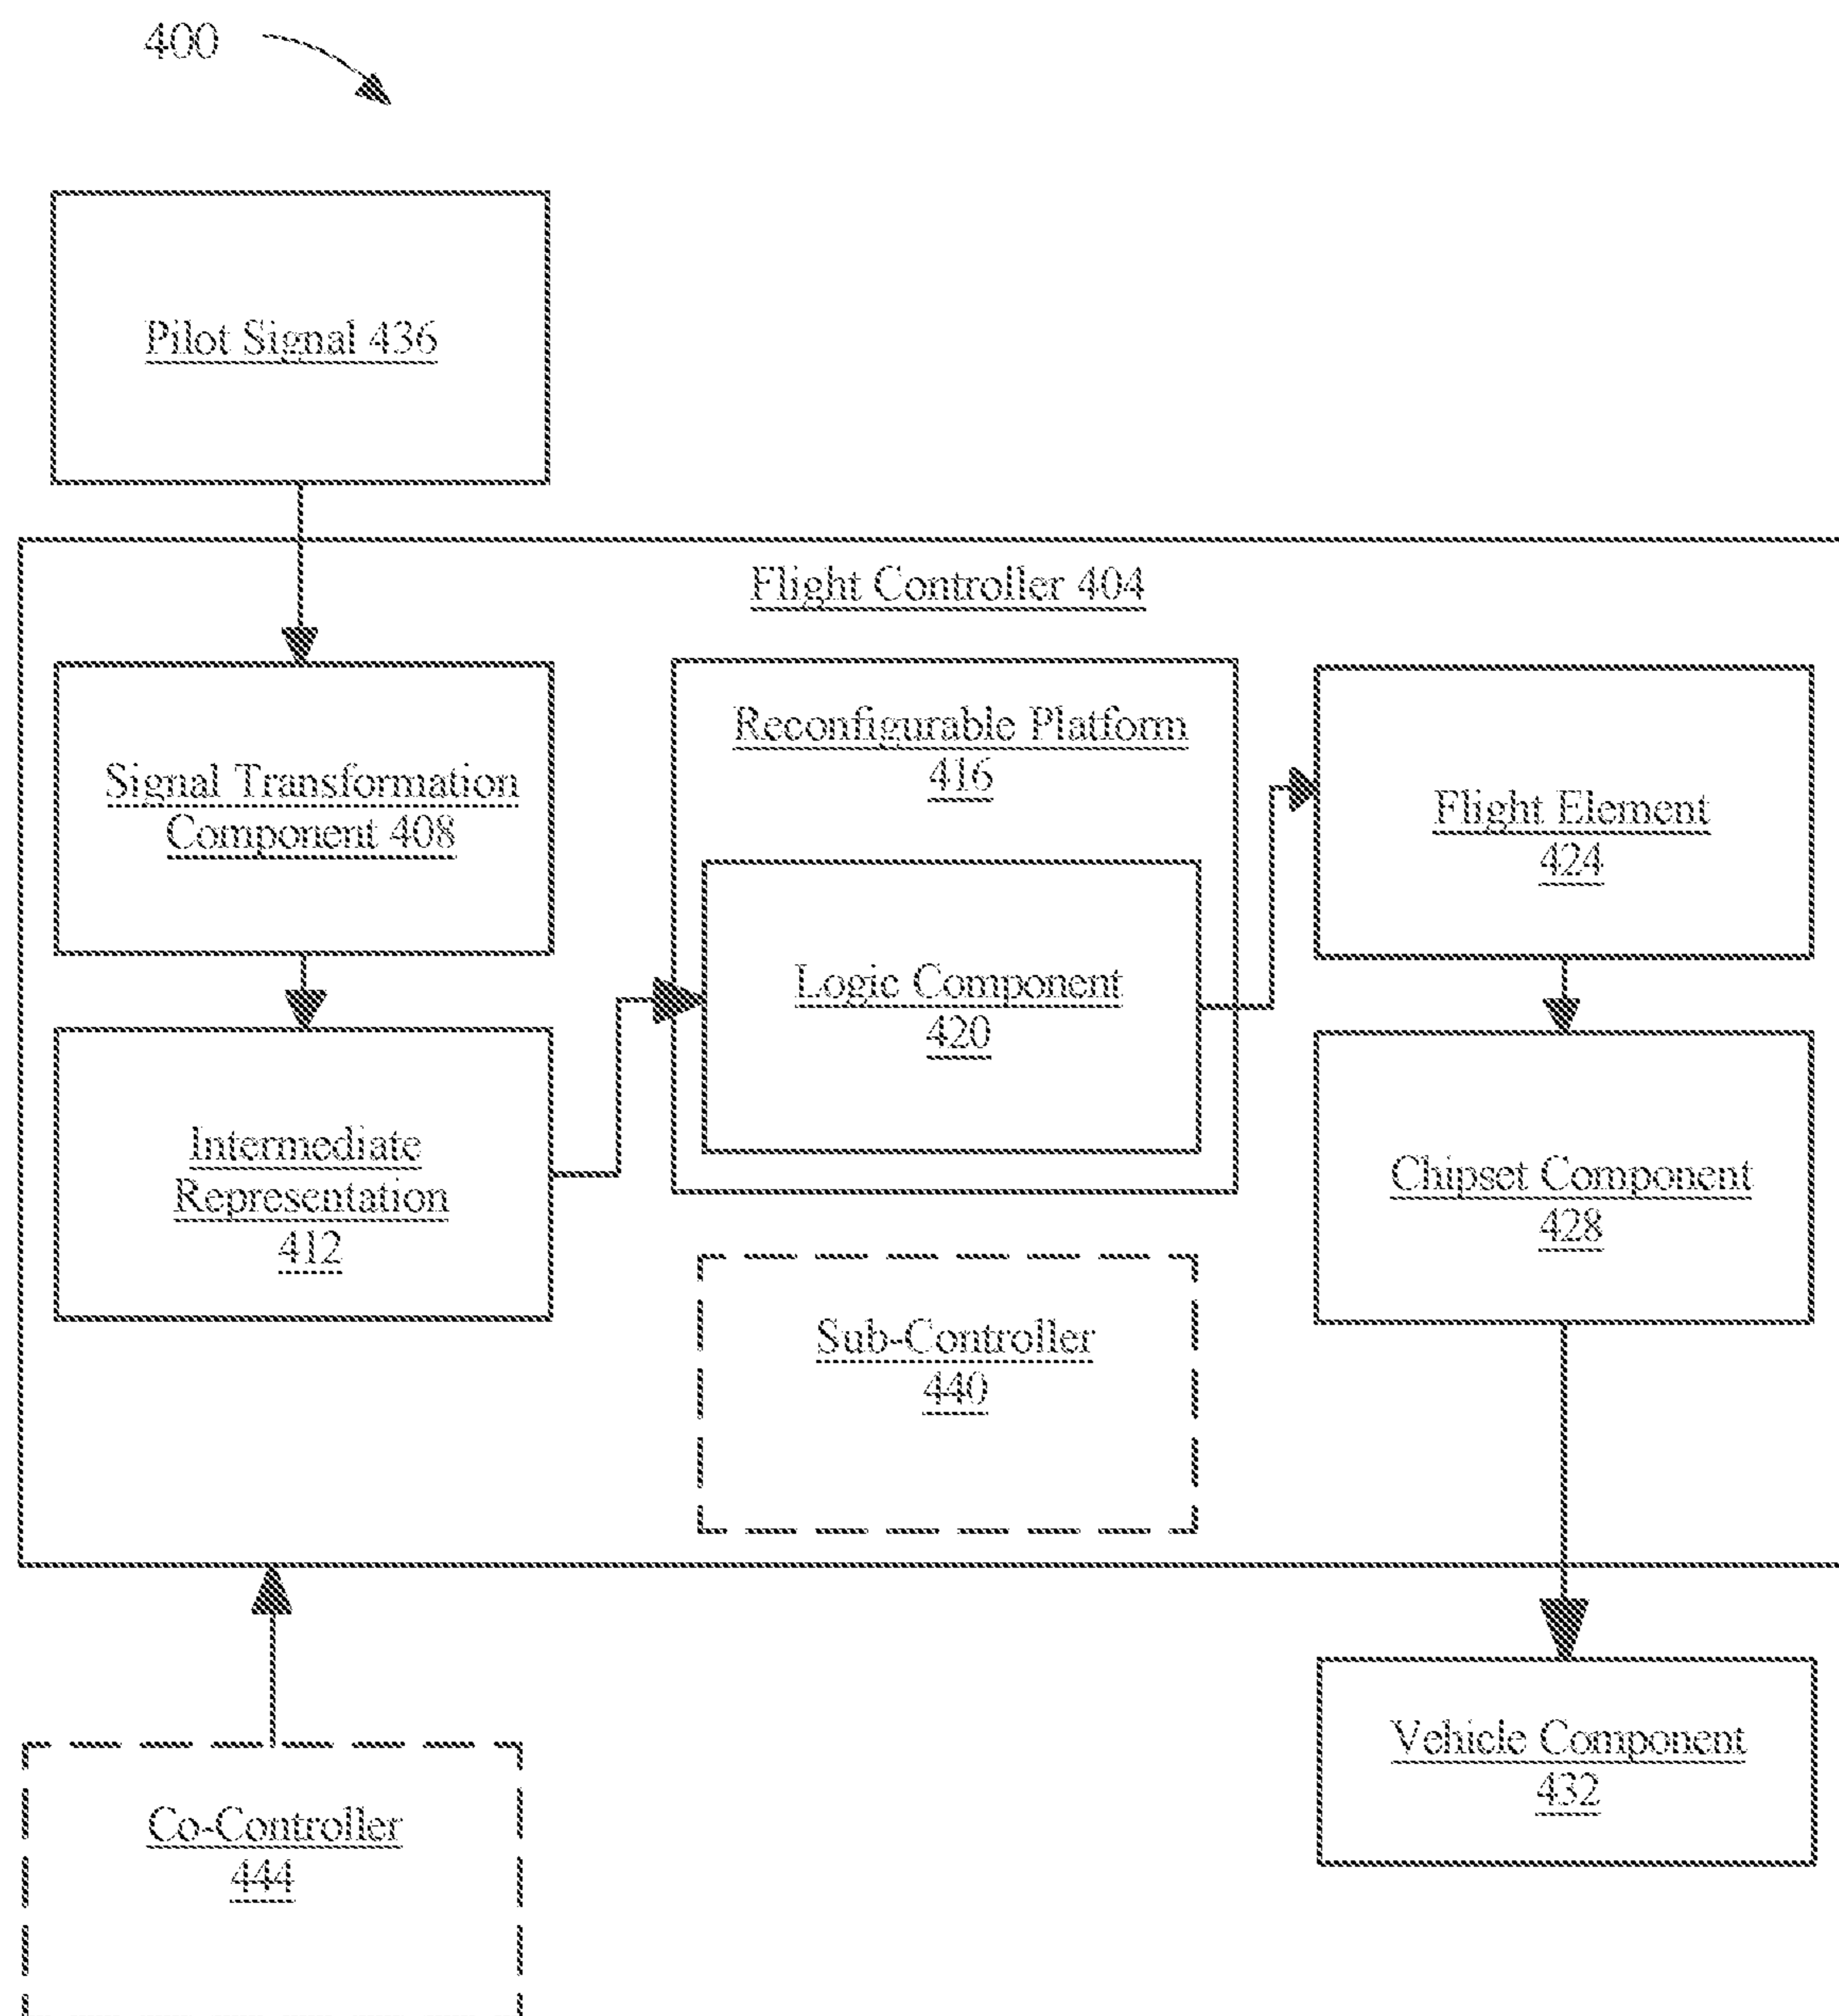 400
Pilot Signal 436
Flight Controller 404
Signal Transformation
Component 408
Reconfigurable Platform
416
Flight Element
424
Logic Component
420
Intermediate
Representation
412
Chipset Component
428
Sub-Controller
440
Vehicle Component
432
Co-Controller
444